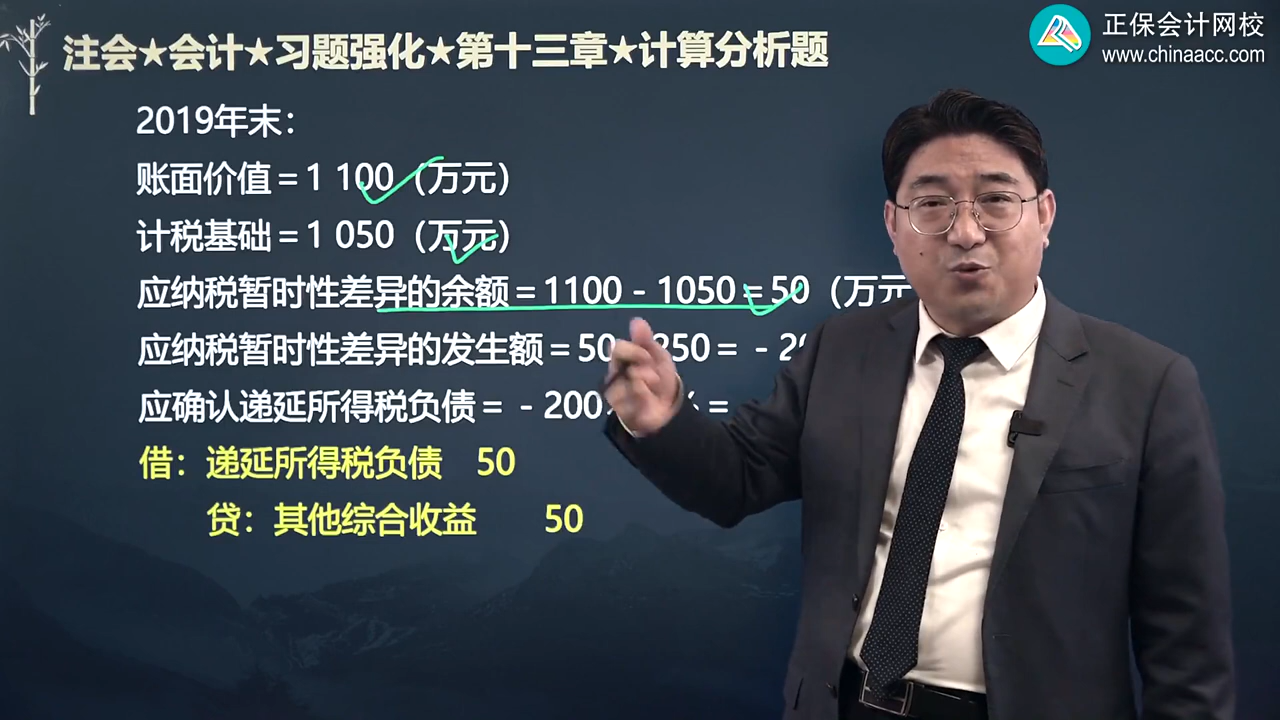 注会★会计★习题强化★第十三章★计算分析题
正保会计网校
www.chinaacc.com
2019年末：
账面价值＝1 100（万元）
计税基础＝1 050（万元）
应纳税暂时性差异的余额＝1100－1050＝50（万元
应纳税暂时性差异的发生额＝50 250＝－20
应确认递延所得税负债＝－200× ％＝
借：递延所得税负债 50
贷：其他综合收益 50